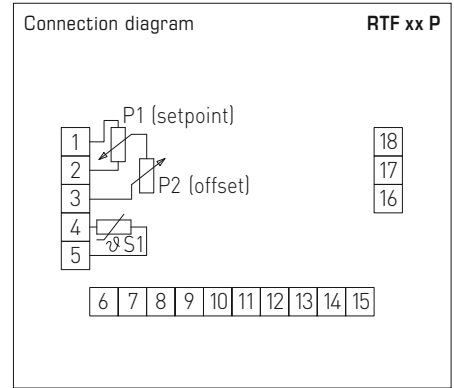 Connection diagram RTF xx P
P1 (setpoint)
1
2
3
P2 (offset)
4
5
ϑ S1
18
17
16
6 7 8 9 10 11 12 13 14 15